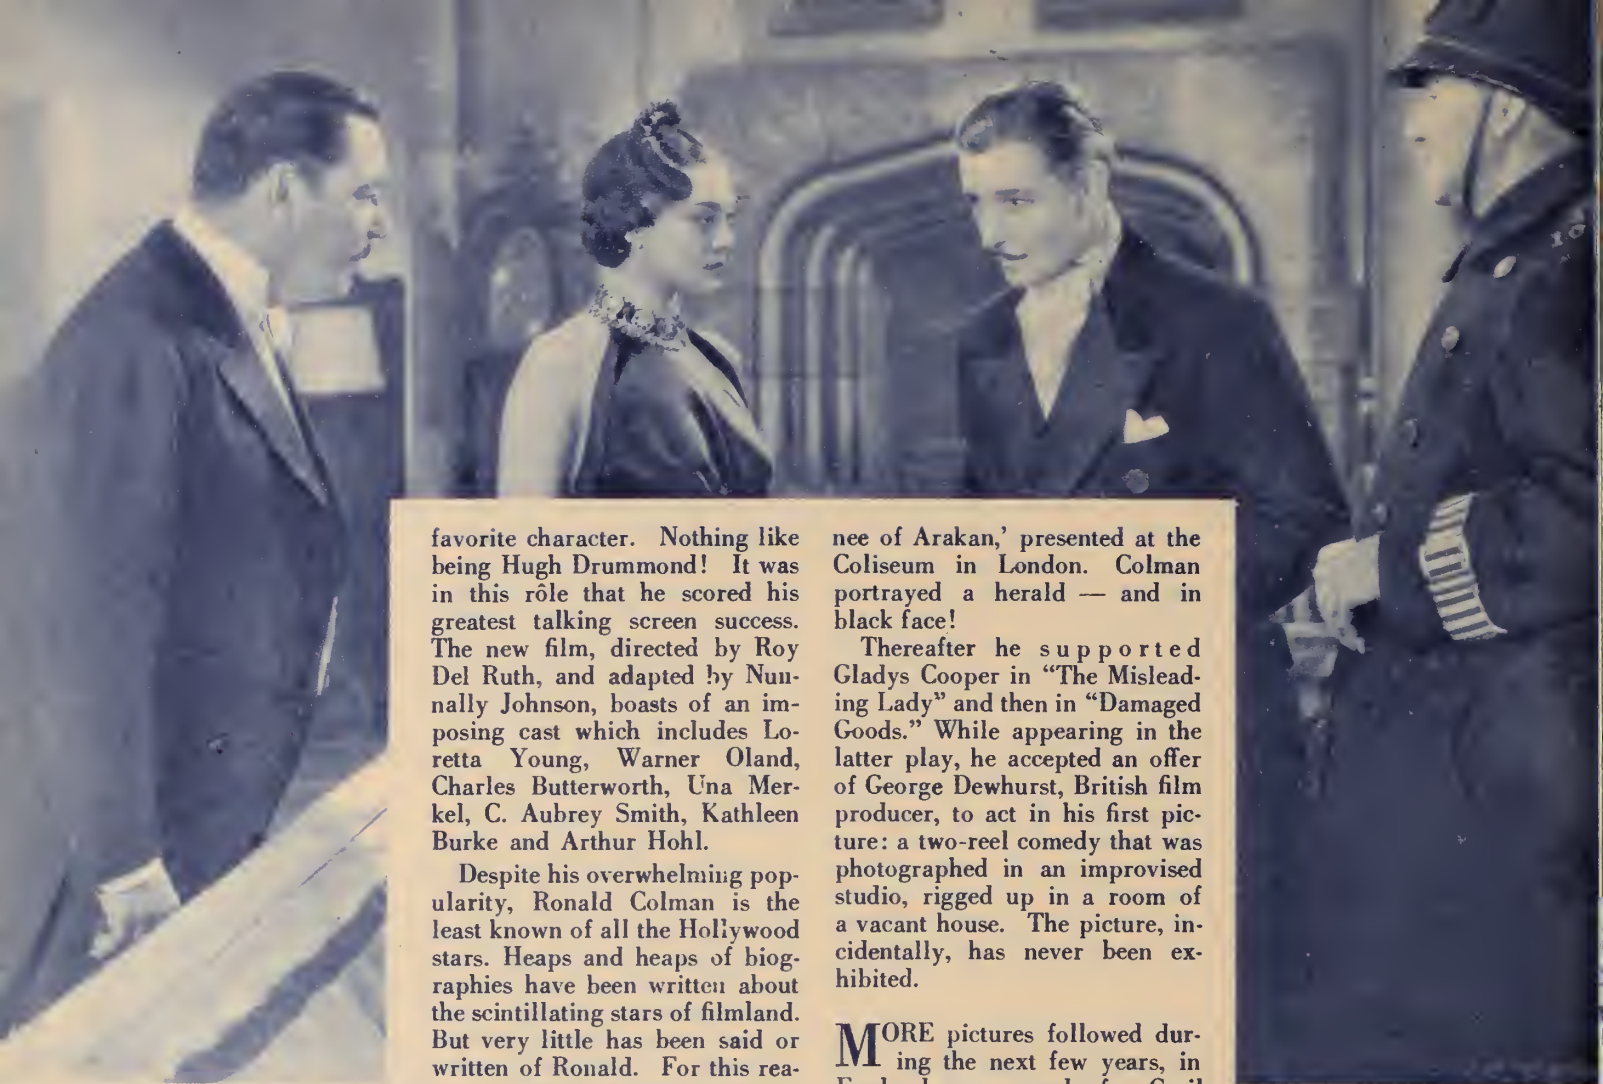 10
favorite character. Nothing like
being Hugh Drummond! It was
in this rôle that he scored his
greatest talking screen success.
The new film, directed by Roy
Del Ruth, and adapted by Nun-
nally Johnson, boasts of an im-
posing cast which includes Lo-
retta Young, Warner Oland,
Charles Butterworth, Una Mer-
kel, C. Aubrey Smith, Kathleen
Burke and Arthur Hohl.
Despite his overwhelming pop-
ularity, Ronald Colman is the
least known of all the Hollywood
stars. Heaps and heaps of biog-
raphies have been written about
the scintillating stars of filmland.
But very little has been said or
written of Ronald. For this rea-
nee of Arakan,’ presented at the
Coliseum in London. Colman
portrayed a herald — and in
black face!
Thereafter he supported
Gladys Cooper in “The Mislead-
ing Lady” and then in “Damaged
Goods.” While appearing in the
latter play, he accepted an offer
of George Dewhurst, British film
producer, to act in his first pic-
ture: a two-reel comedy that was
photographed in an improvised
studio, rigged up in a room of
a vacant house. The picture, in-
cidentally, has never been ex-
hibited.
MORE pictures followed dur-
ing the next few years, in